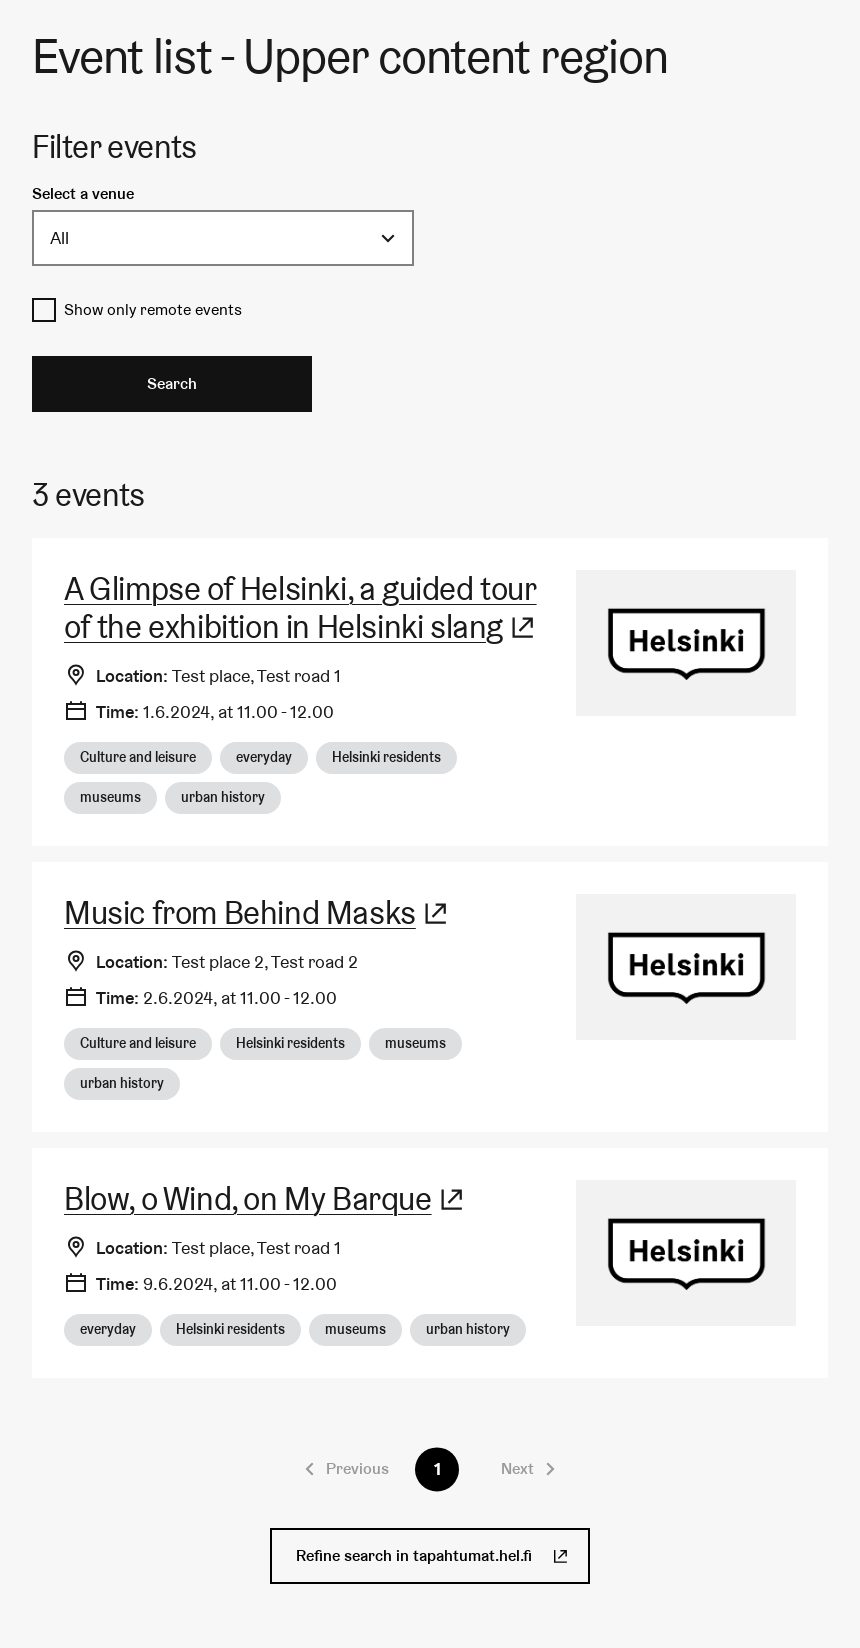 Event list - Upper content region
Filter events
Select a venue
All
Show only remote events
Search
3 events
A Glimpse of Helsinki, a guided tour
of the exhibition in Helsinki slang
Helsinki
Location: Test place, Test road 1
Time: 1.6.2024, at 11.00 - 12.00
Culture and leisure everyday Helsinki residents
museums urban history
Music from Behind Masks
Helsinki
Location: Test place 2, Test road 2
Time: 2.6.2024, at 11.00 - 12.00
Culture and leisure Helsinki residents museums
urban history
Blow, o Wind, on My Barque
Helsinki
Location: Test place, Test road 1
Time: 9.6.2024, at 11.00 - 12.00
everyday Helsinki residents museums urban history
Previous 1 Next
Refine search in tapahtumat.hel.fi